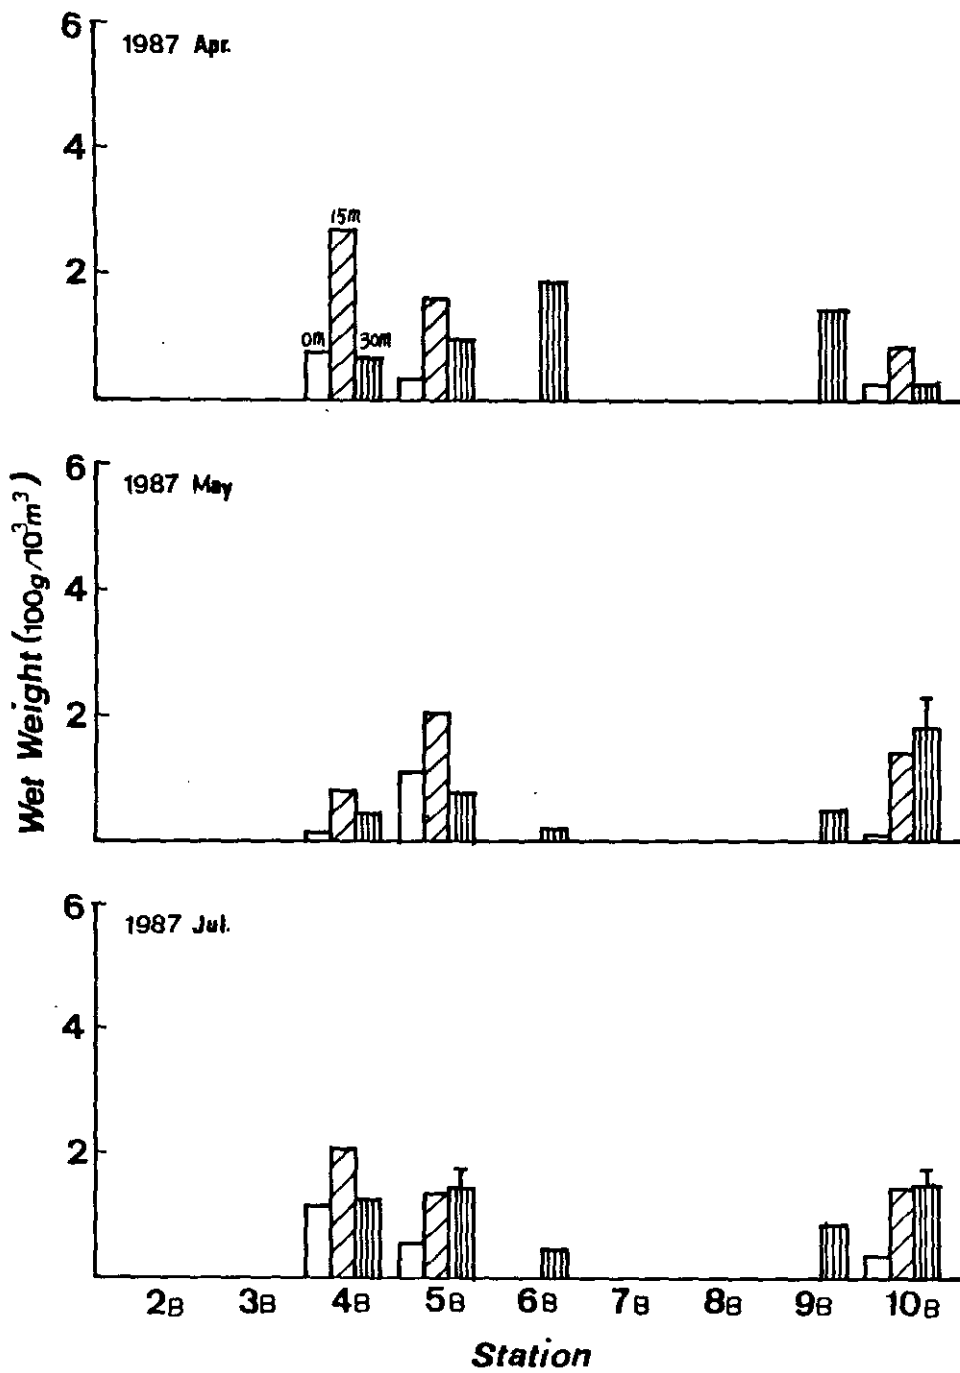 6
1987 Apr.
4
15m
2
0m
30m
6
1987 May
4
2
Wet Weight (100g/10³m³)
6
1987 Jul.
4
2
2B 3B 4B 5B 6B 7B 8B 9B 10B
Station